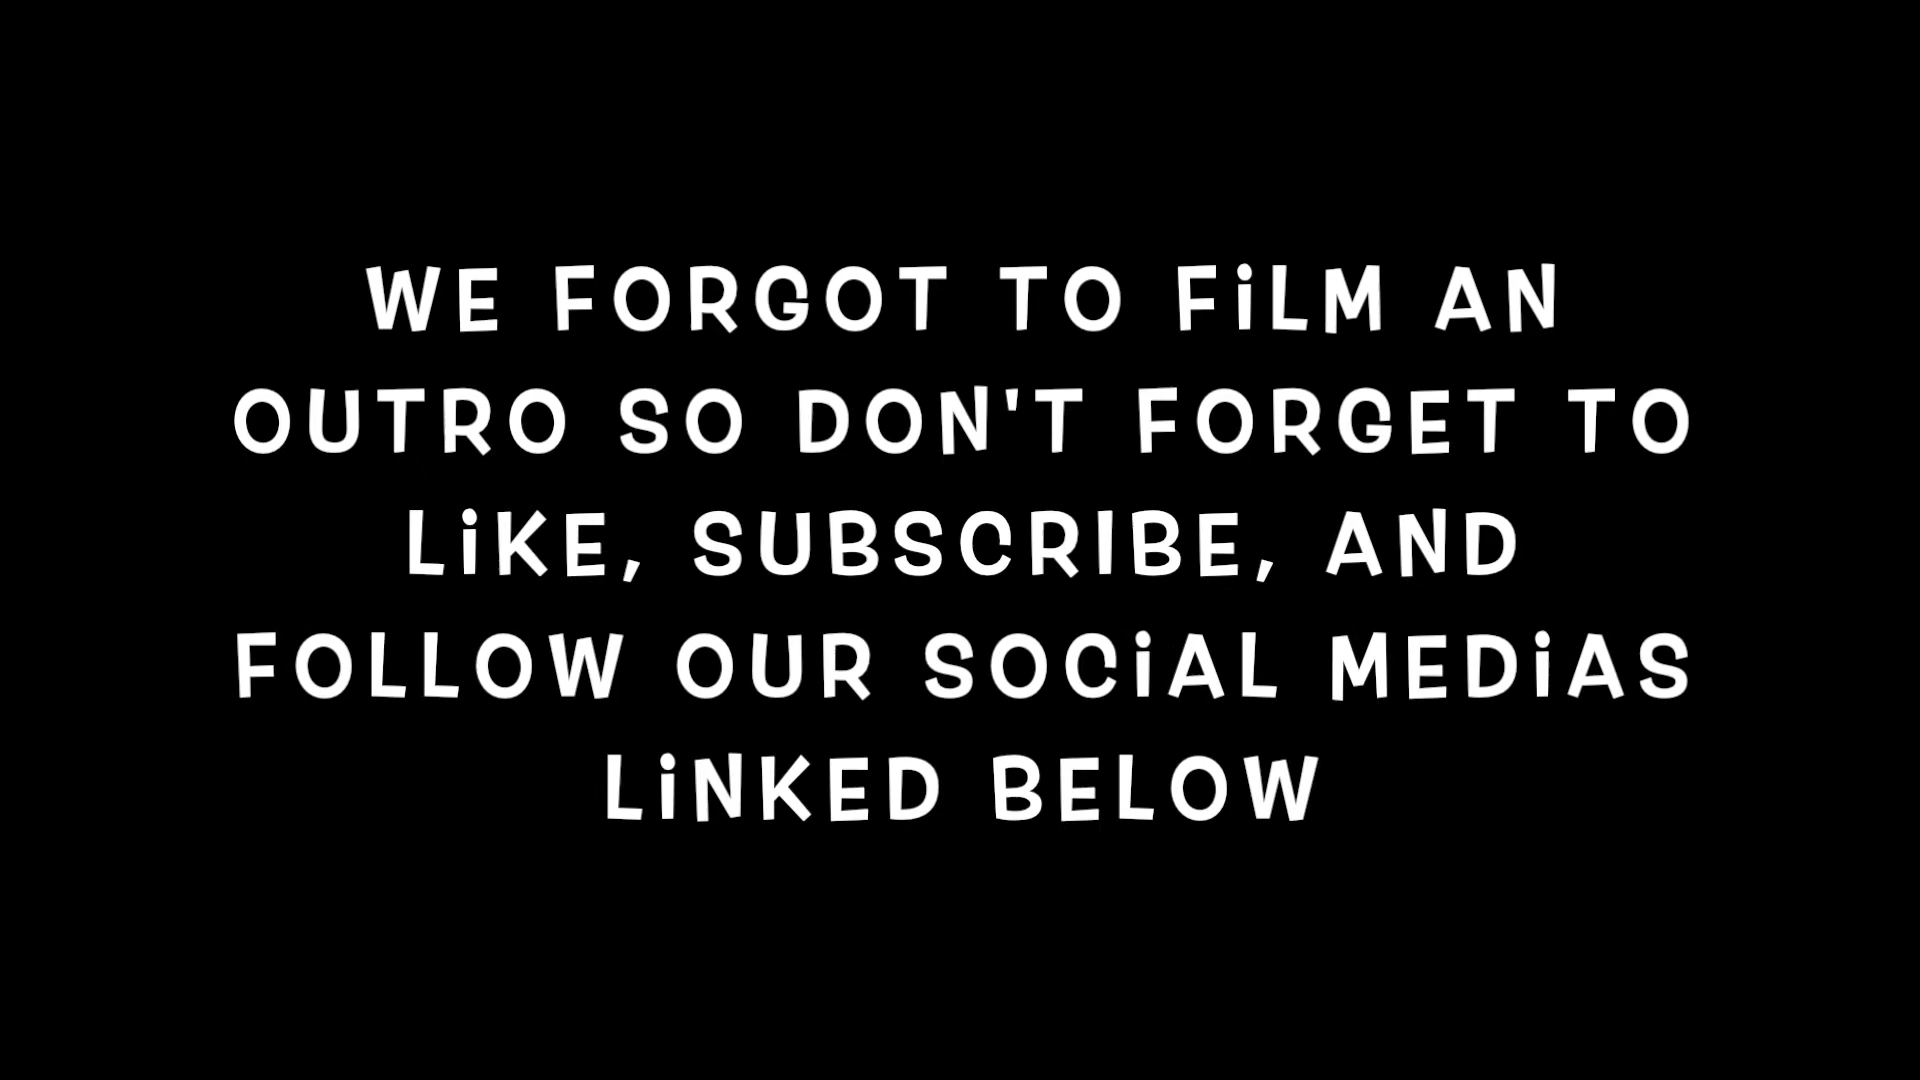 WE FORGOT TO FiLM AN
OUTRO SO DON'T FORGET TO
LiKE, SUBSCRIBE, AND
FOLLOW OUR SOCiAL MEDiAS
LiNKED BELOW